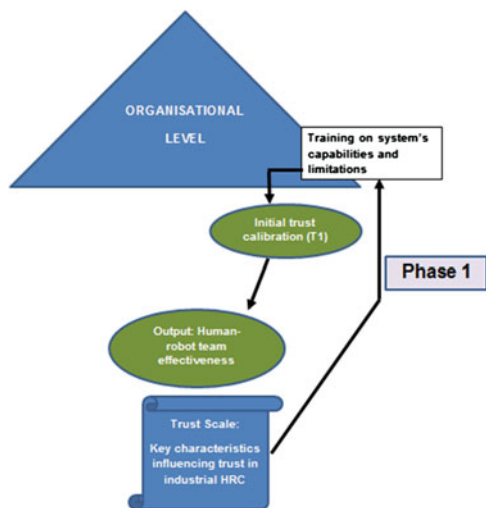 ORGANISATIONAL
LEVEL
Training on system's
capabilities and
limitations
Initial trust
calibration (T1)
Phase 1
Output: Human-
robot team
effectiveness
Trust Scale:
Key characteristics
influencing trust in
industrial HRC